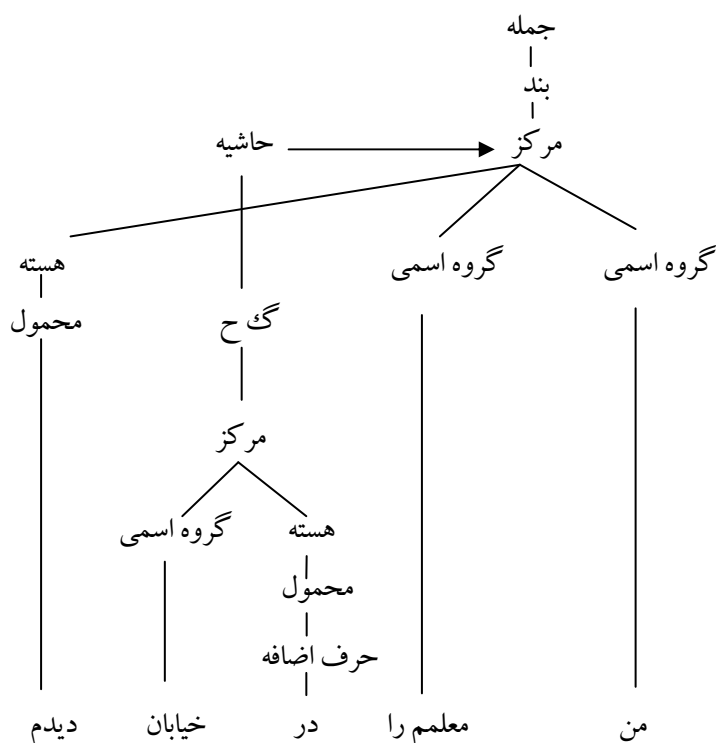 جمله
بند
حاشیه مرکز
هسته گروه اسمی گروه اسمی
محمول گ ح
مرکز
گروه اسمی هسته
محمول
حرف اضافه
من معلمم را در خیابان دیدم